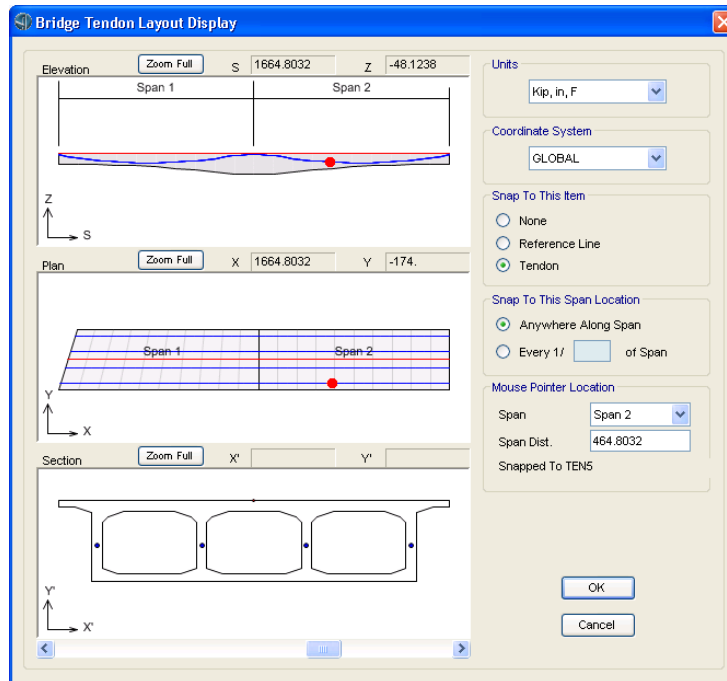 Bridge Tendon Layout Display
Elevation Zoom Full S 1664.8032 Z -48.1238
Span 1 Span 2
Z
S
Plan Zoom Full X 1664.8032 Y -174.
Span 1 Span 2
Y
X
Section Zoom Full X' Y'
Y'
X'
Units
Kip, in, F
Coordinate System
GLOBAL
Snap To This Item
None
Reference Line
Tendon
Snap To This Span Location
Anywhere Along Span
Every 1/ of Span
Mouse Pointer Location
Span Span 2
Span Dist. 464.8032
Snapped To TEN5
OK
Cancel